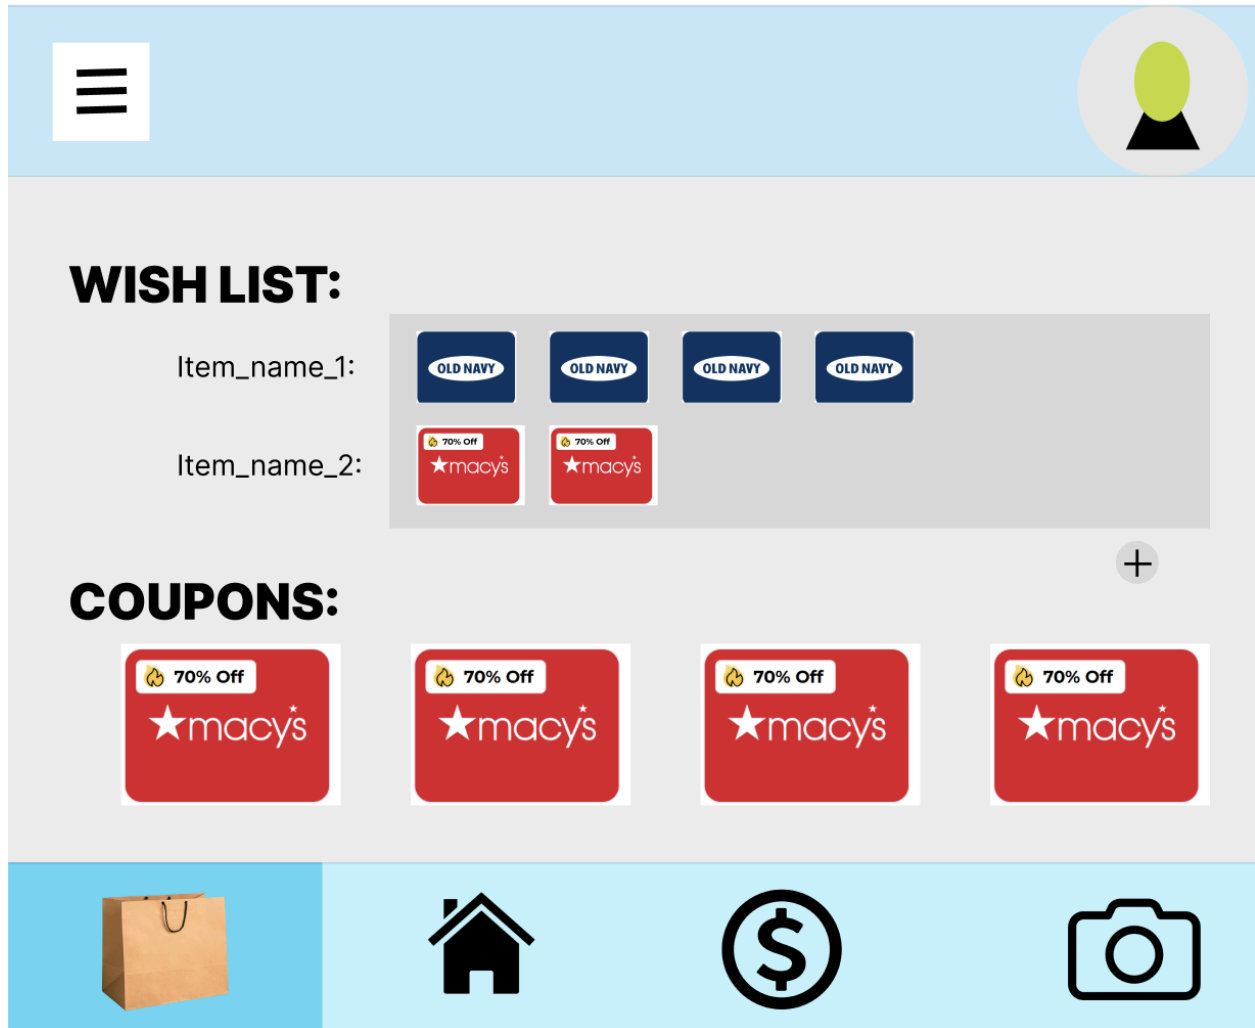 WISH LIST:
Item_name_1:
OLD NAVY OLD NAVY OLD NAVY OLD NAVY
Item_name_2:
70% Off 70% Off
macy's macy's
COUPONS:
70% Off 70% Off 70% Off 70% Off
macy's macy's macy's macy's